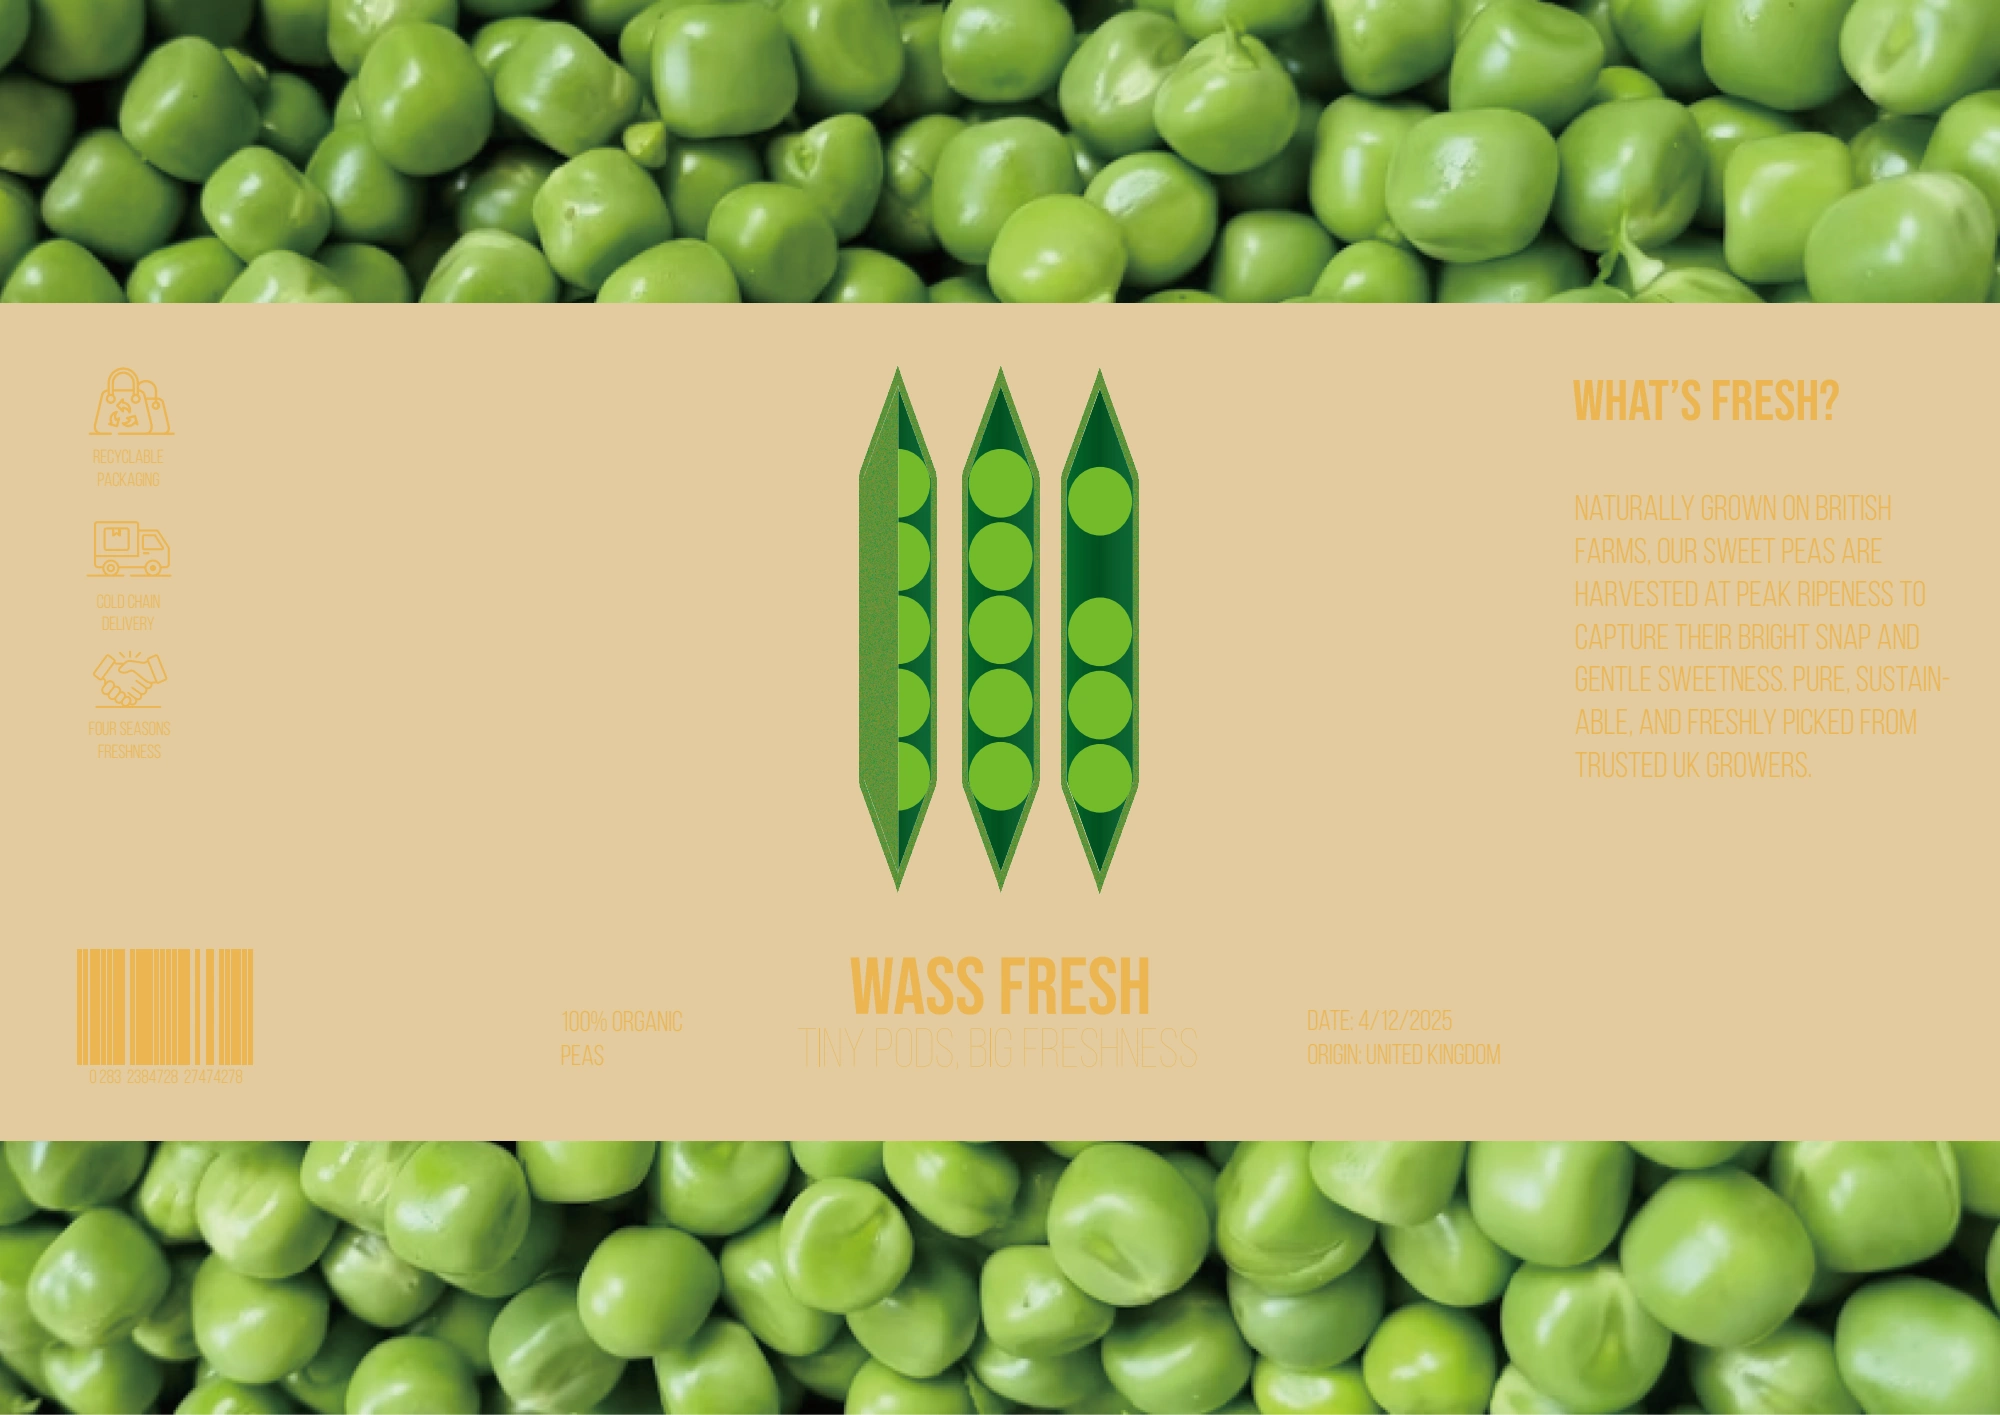 RECYCLABLE
PACKAGING
COLD CHAIN
DELIVERY
FOUR SEASONS
FRESHNESS
0 283 2384728 27474278
100% ORGANIC
PEAS
WASS FRESH
TINY PODS, BIG FRESHNESS
DATE: 4/12/2025
ORIGIN: UNITED KINGDOM
WHAT'S FRESH?
NATURALLY GROWN ON BRITISH
FARMS, OUR SWEET PEAS ARE
HARVESTED AT PEAK RIPENESS TO
CAPTURE THEIR BRIGHT SNAP AND
GENTLE SWEETNESS. PURE, SUSTAIN-
ABLE, AND FRESHLY PICKED FROM
TRUSTED UK GROWERS.